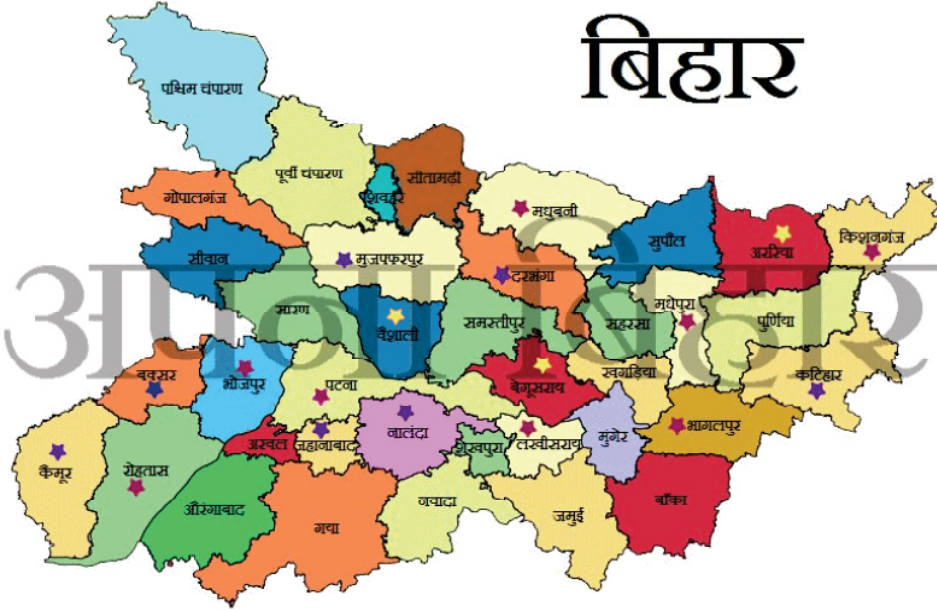 बिहार
पश्चिम चंपारण
पूर्वी चंपारण
सीतामढ़ी
शिवहर
गोपालगंज
मधुबनी
सुपौल
अररिया
किशनगंज
सीवान
मुजफ्फरपुर
दरभंगा
सारण
वैशाली
समस्तीपुर
सहरसा
मधेपुरा
पुर्णिया
अपना बिहार
बक्सर
भोजपुर
पटना
बेगूसराय
खगड़िया
कटिहार
अरवल
जहानाबाद
नालंदा
शेखपुरा
लखीसराय
मुंगेर
भागलपुर
कैमूर
रोहतास
औरंगाबाद
गया
नवादा
जमुई
बाँका